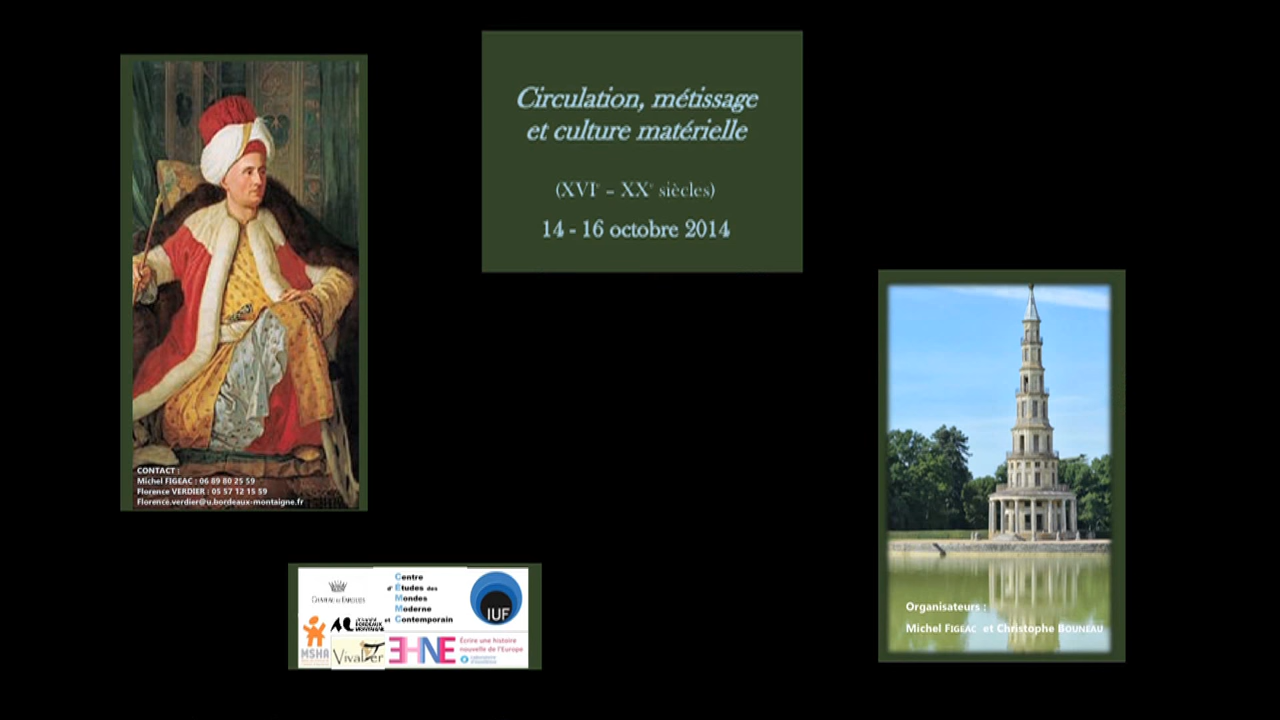 Circulation, métissage
et culture matérielle
(XVIe – XXe siècles)
14 - 16 octobre 2014
CONTACT :
Michel FIGEAC : 06 89 80 25 59
Florence VERDIER : 05 57 12 15 59
Florence.verdier@u.bordeaux-montaigne.fr
Organisateurs :
Michel FIGEAC et Christophe BOUNEAU
Centre
d'Études des
Mondes
Moderne
et Contemporain
IUF
MSHA
EHNE
Écrire une histoire
nouvelle de l'Europe